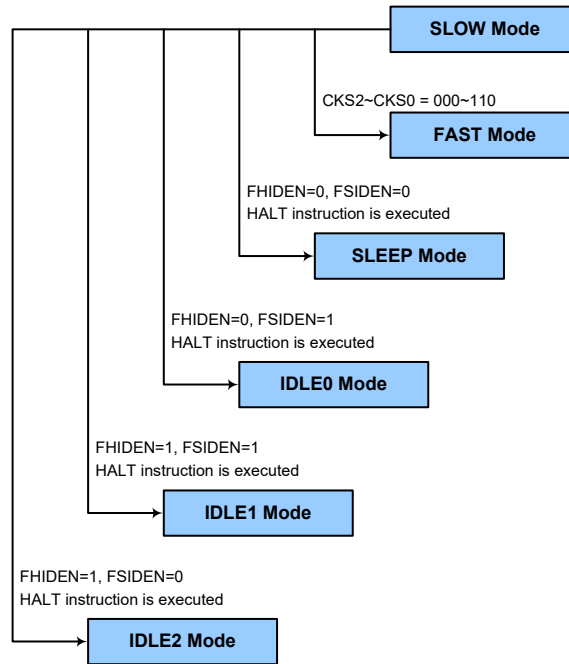 SLOW Mode
CKS2~CKS0 = 000~110
FAST Mode
FHIDEN=0, FSIDEN=0
HALT instruction is executed
SLEEP Mode
FHIDEN=0, FSIDEN=1
HALT instruction is executed
IDLE0 Mode
FHIDEN=1, FSIDEN=1
HALT instruction is executed
IDLE1 Mode
FHIDEN=1, FSIDEN=0
HALT instruction is executed
IDLE2 Mode